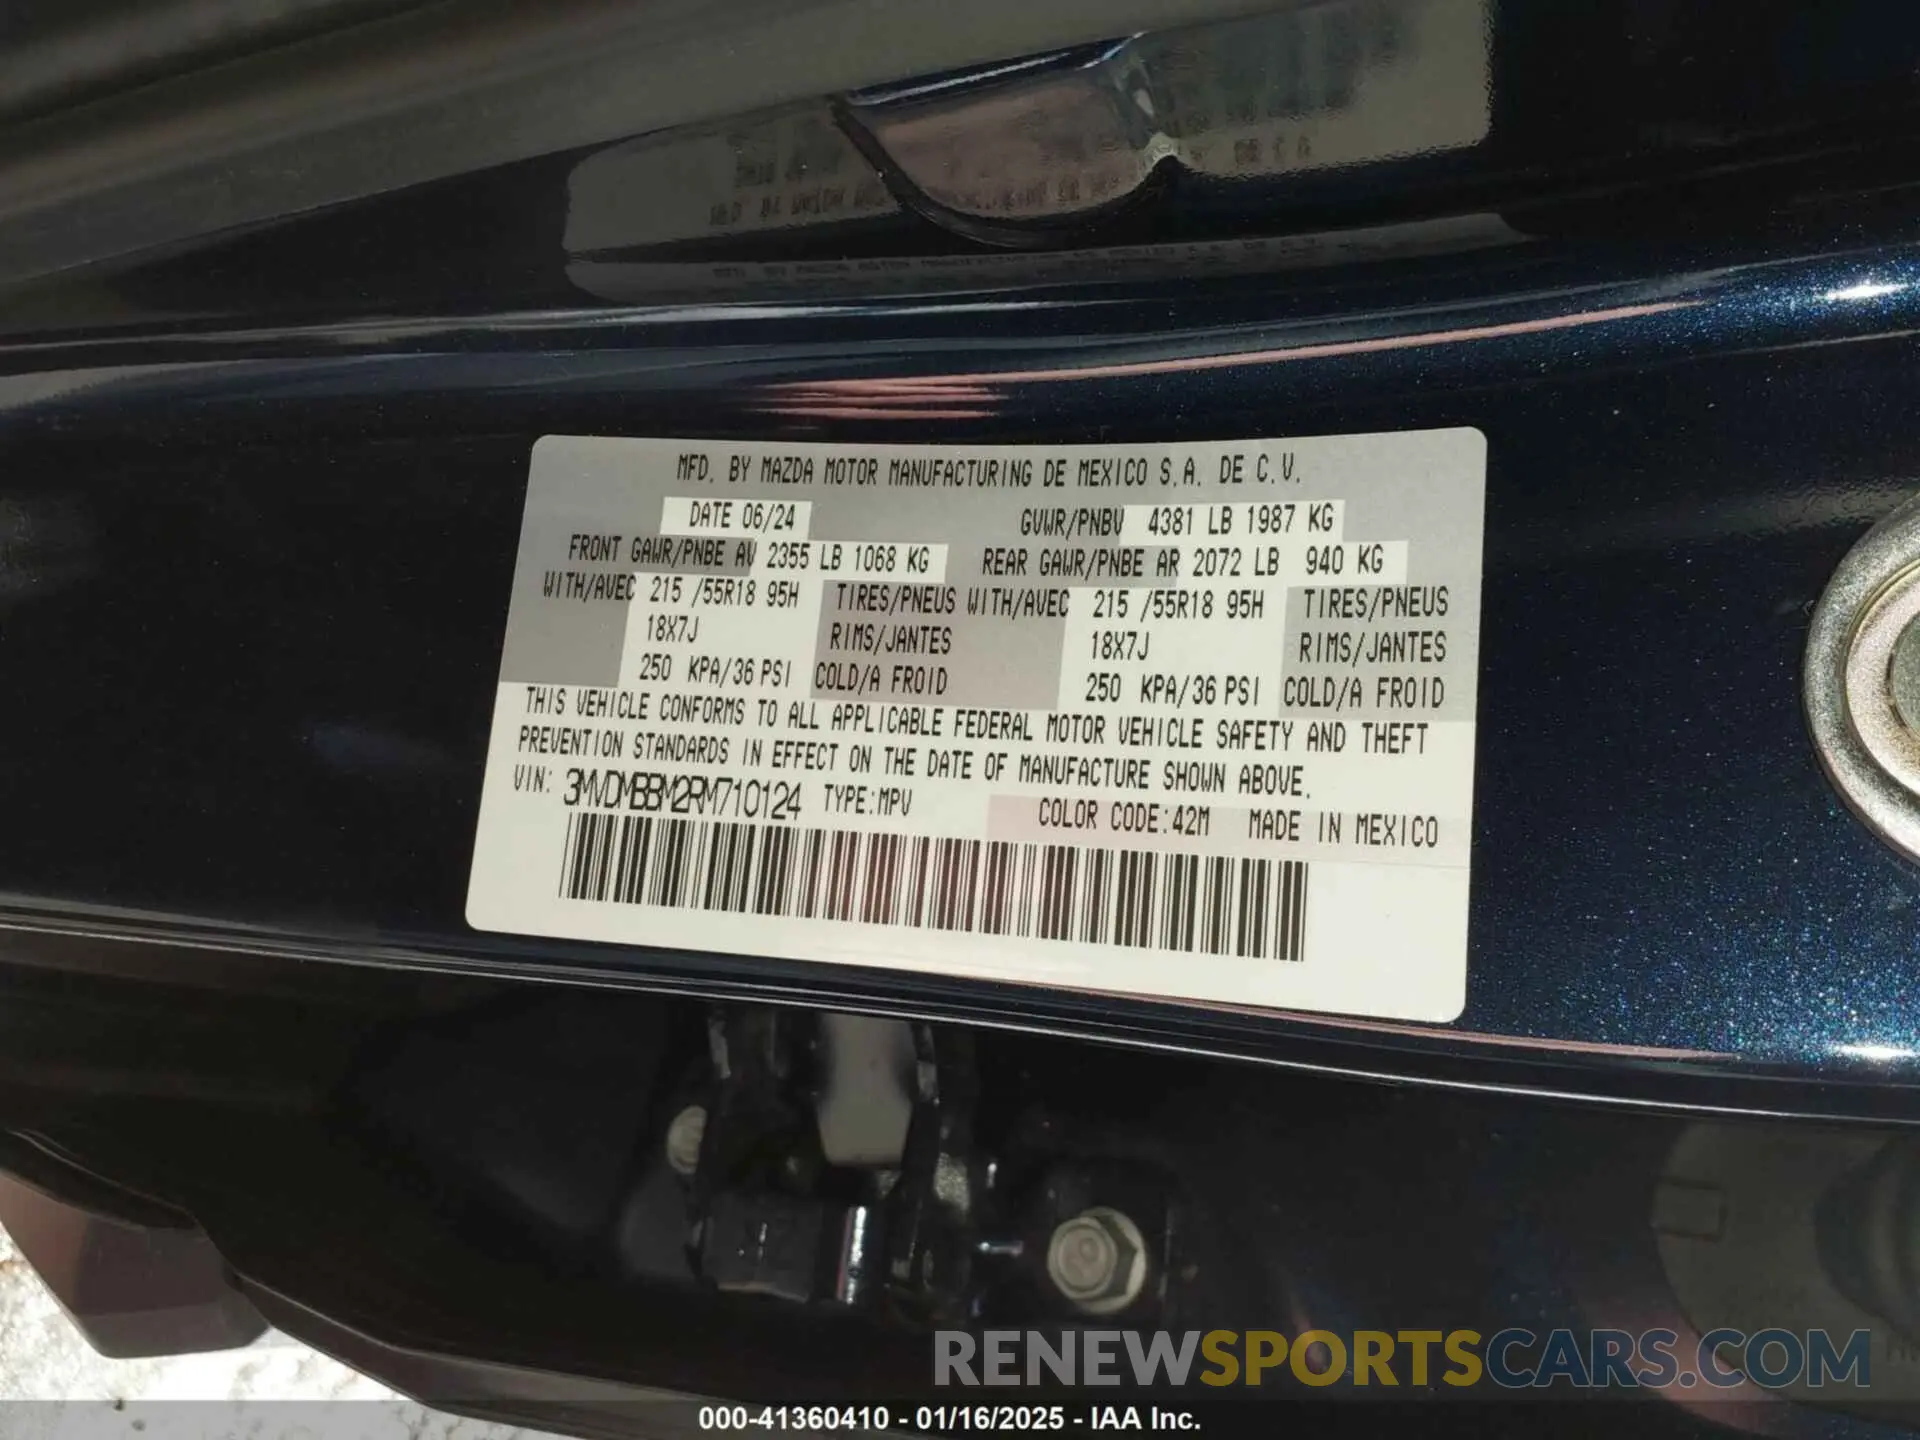 MFD. BY MAZDA MOTOR MANUFACTURING DE MEXICO S.A. DE C.V.
DATE 06/24 GVWR/PNBV 4381 LB 1987 KG
FRONT GAWR/PNBE AV 2355 LB 1068 KG REAR GAWR/PNBE AR 2072 LB 940 KG
WITH/AVEC 215 /55R18 95H TIRES/PNEUS WITH/AVEC 215 /55R18 95H TIRES/PNEUS
18X7J RIMS/JANTES 18X7J RIMS/JANTES
250 KPA/36 PSI COLD/A FROID 250 KPA/36 PSI COLD/A FROID
THIS VEHICLE CONFORMS TO ALL APPLICABLE FEDERAL MOTOR VEHICLE SAFETY AND THEFT
PREVENTION STANDARDS IN EFFECT ON THE DATE OF MANUFACTURE SHOWN ABOVE.
VIN: 3MVDMBBM2RM710124 TYPE:MPV COLOR CODE:42M MADE IN MEXICO
RENEWSPORTSCARS.COM
000-41360410 - 01/16/2025 - IAA Inc.